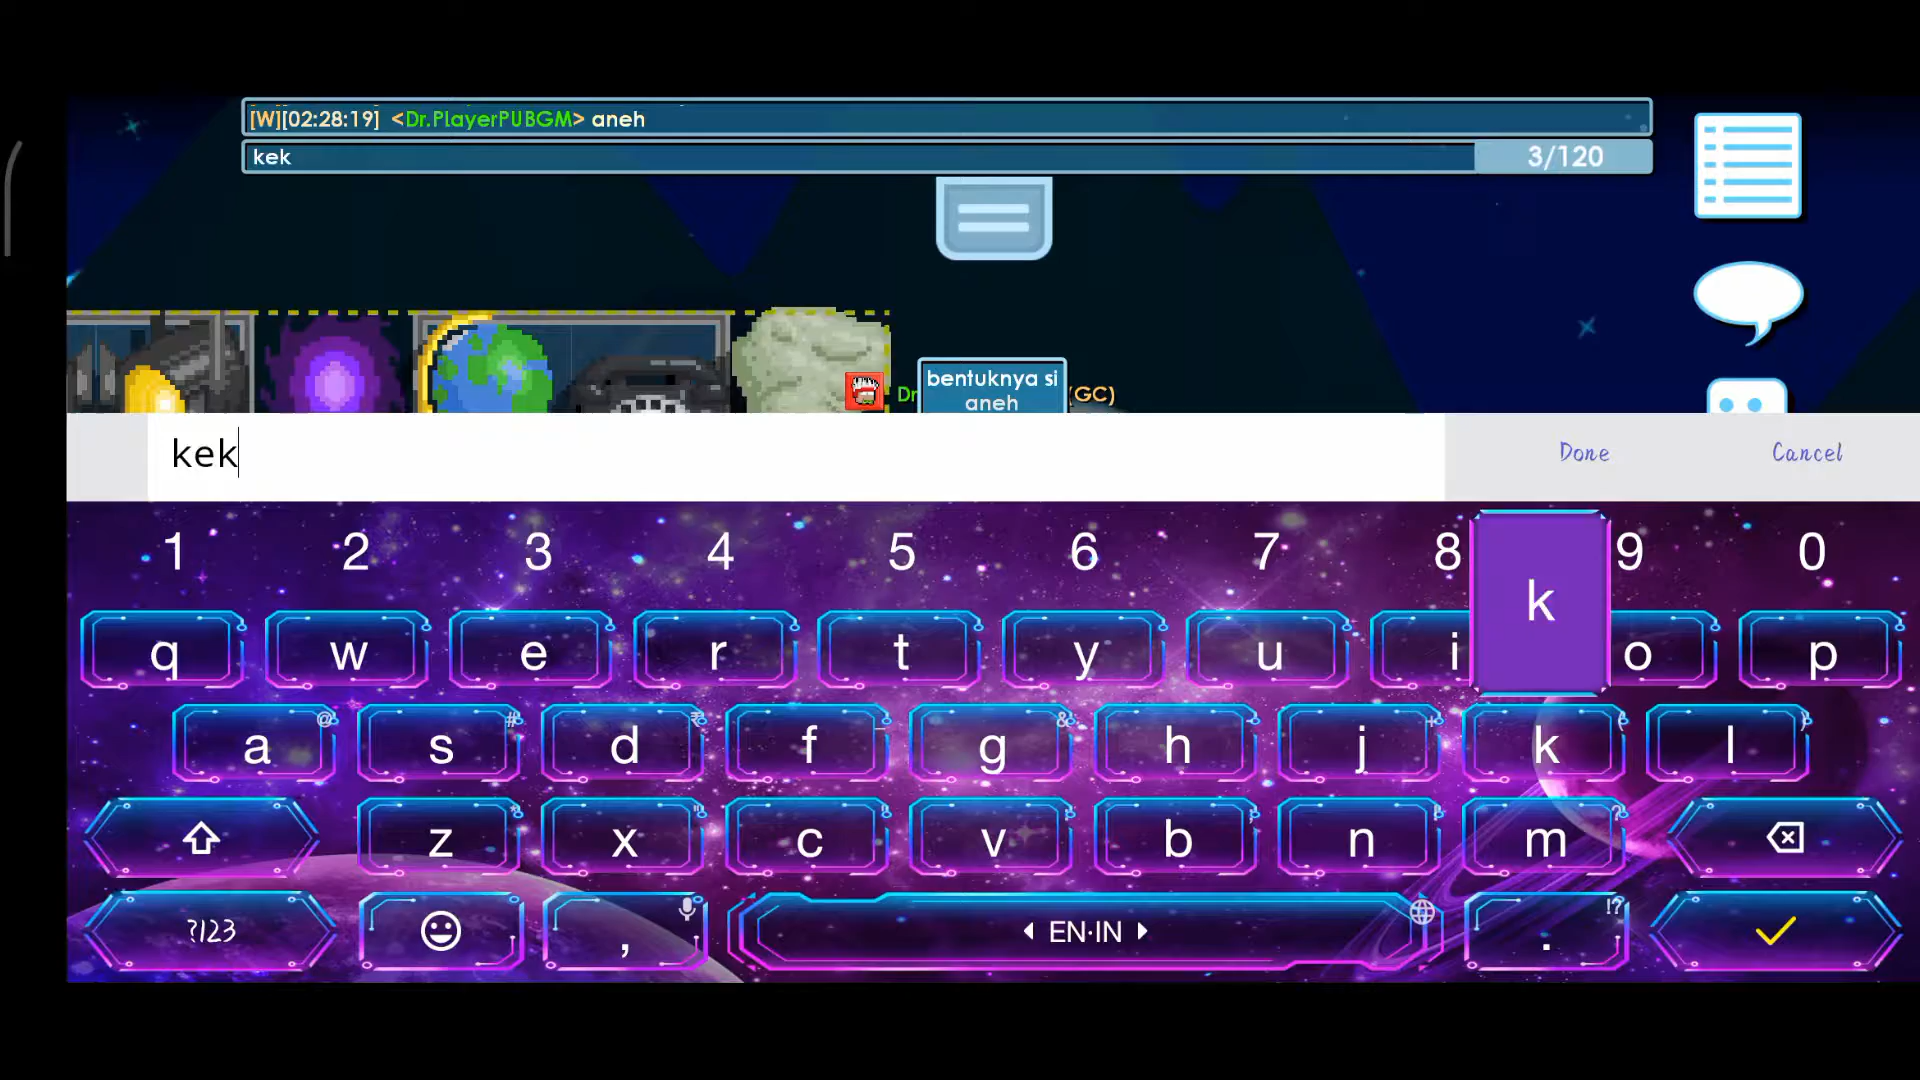 [W][02:28:19] <Dr.PlayerPUBGM> aneh
kek
3/120
bentuknya si
aneh
Dr
(GC)
kek
Done
Cancel
1 2 3 4 5 6 7 8 9 0
k
q w e r t y u i o p
@ # ₹ _ & - + ( )
a s d f g h j k l
* " ' : ; ! ?
z x c v b n m
!?
?123 , EN·IN .